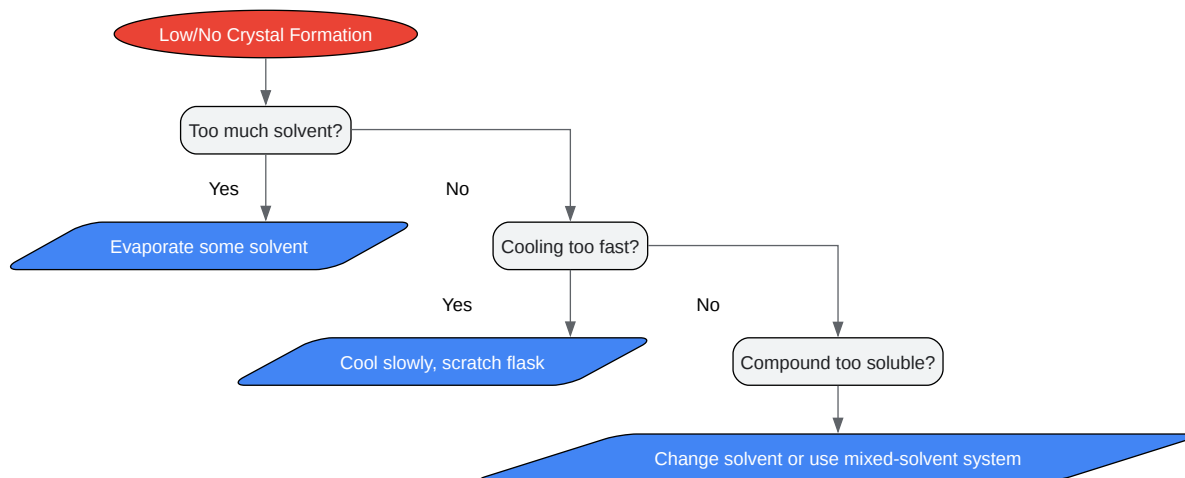 Low/No Crystal Formation
Too much solvent?
Yes
No
Evaporate some solvent
Cooling too fast?
Yes
No
Cool slowly, scratch flask
Compound too soluble?
Change solvent or use mixed-solvent system